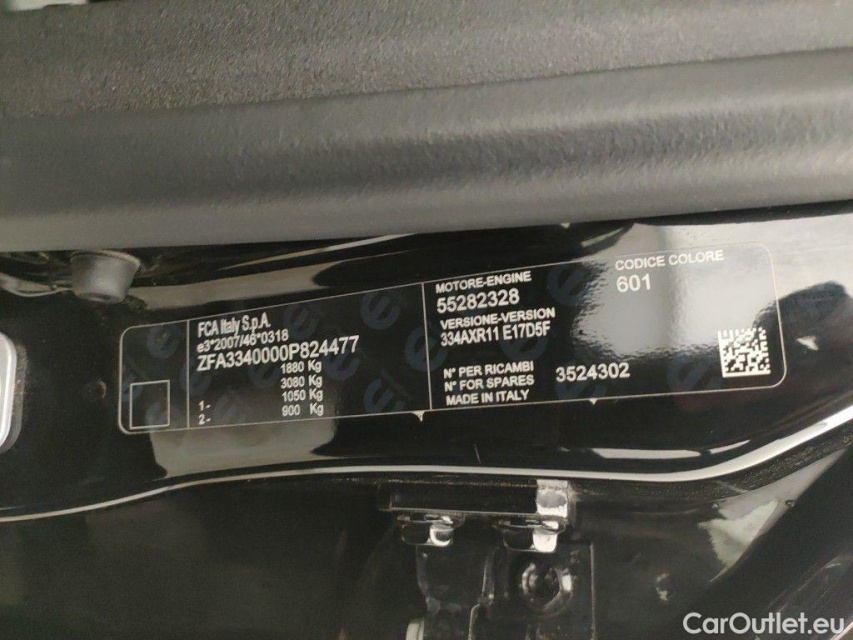 FCA Italy S.p.A.
e3*2007/46*0318
ZFA3340000P824477
1880 Kg
3080 Kg
1- 1050 Kg
2- 900 Kg
MOTORE-ENGINE
55282328
VERSIONE-VERSION
334AXR11 E17D5F
N° PER RICAMBI
N° FOR SPARES 3524302
MADE IN ITALY
CODICE COLORE
601
CarOutlet.eu